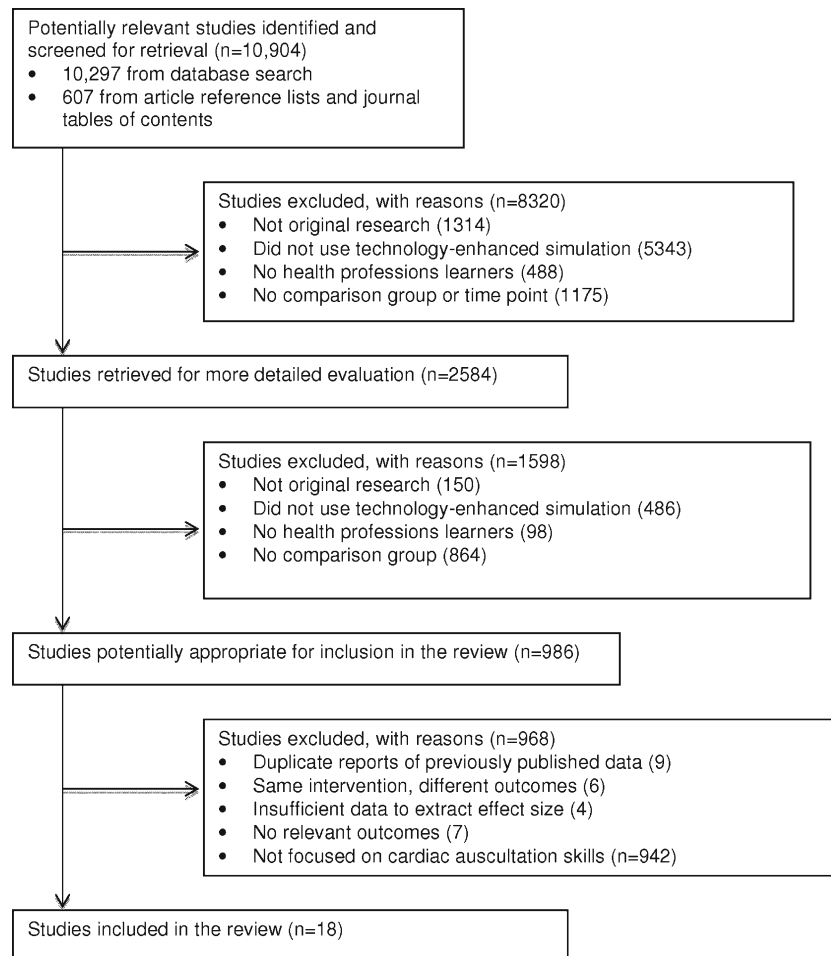 Potentially relevant studies identified and
screened for retrieval (n=10,904)
• 10,297 from database search
• 607 from article reference lists and journal
tables of contents
Studies excluded, with reasons (n=8320)
• Not original research (1314)
• Did not use technology-enhanced simulation (5343)
• No health professions learners (488)
• No comparison group or time point (1175)
Studies retrieved for more detailed evaluation (n=2584)
Studies excluded, with reasons (n=1598)
• Not original research (150)
• Did not use technology-enhanced simulation (486)
• No health professions learners (98)
• No comparison group (864)
Studies potentially appropriate for inclusion in the review (n=986)
Studies excluded, with reasons (n=968)
• Duplicate reports of previously published data (9)
• Same intervention, different outcomes (6)
• Insufficient data to extract effect size (4)
• No relevant outcomes (7)
• Not focused on cardiac auscultation skills (n=942)
Studies included in the review (n=18)